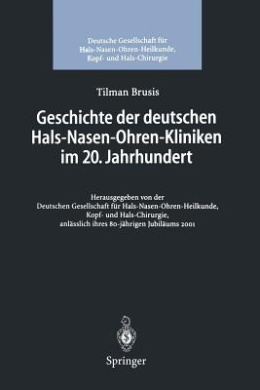 Deutsche Gesellschaft für
Hals-Nasen-Ohren-Heilkunde,
Kopf- und Hals-Chirurgie
Tilman Brusis
Geschichte der deutschen
Hals-Nasen-Ohren-Kliniken
im 20. Jahrhundert
Herausgegeben von der
Deutschen Gesellschaft für Hals-Nasen-Ohren-Heilkunde,
Kopf- und Hals-Chirurgie,
anlässlich ihres 80-jährigen Jubiläums 2001
Springer